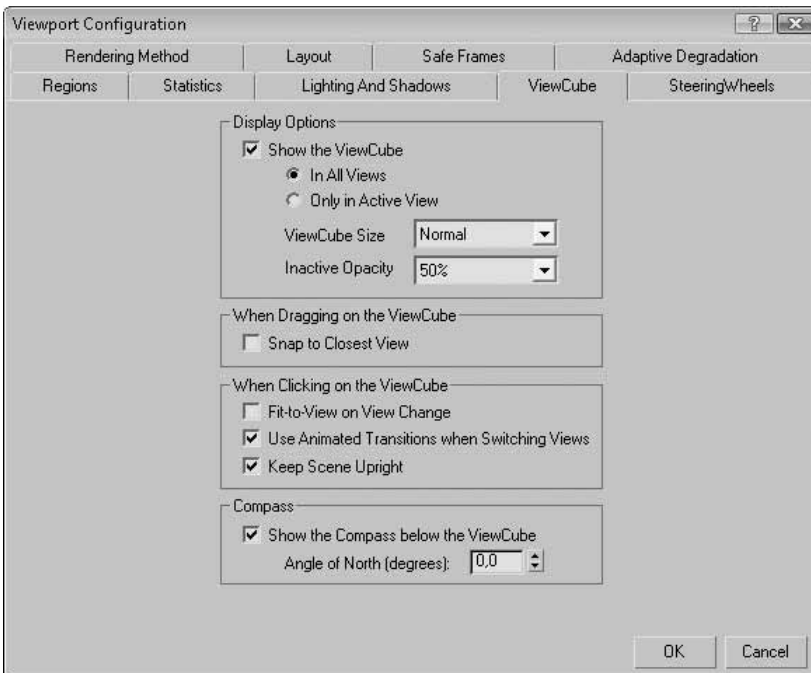 Viewport Configuration
Rendering Method Layout Safe Frames Adaptive Degradation
Regions Statistics Lighting And Shadows ViewCube SteeringWheels
Display Options
Show the ViewCube
In All Views
Only in Active View
ViewCube Size Normal
Inactive Opacity 50%
When Dragging on the ViewCube
Snap to Closest View
When Clicking on the ViewCube
Fit-to-View on View Change
Use Animated Transitions when Switching Views
Keep Scene Upright
Compass
Show the Compass below the ViewCube
Angle of North (degrees): 0,0
OK Cancel